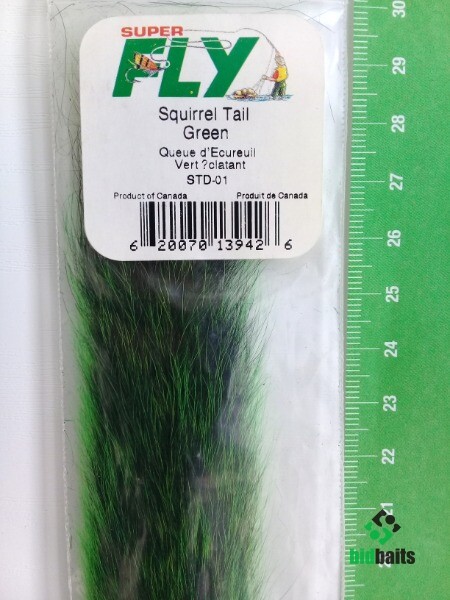 SUPER
FLY
Squirrel Tail
Green
Queue d'Ecureuil
Vert ?clatant
STD-01
Product of Canada Produit de Canada
6 20070 13942 6
30
29
28
27
26
25
24
23
22
21
bidbaits